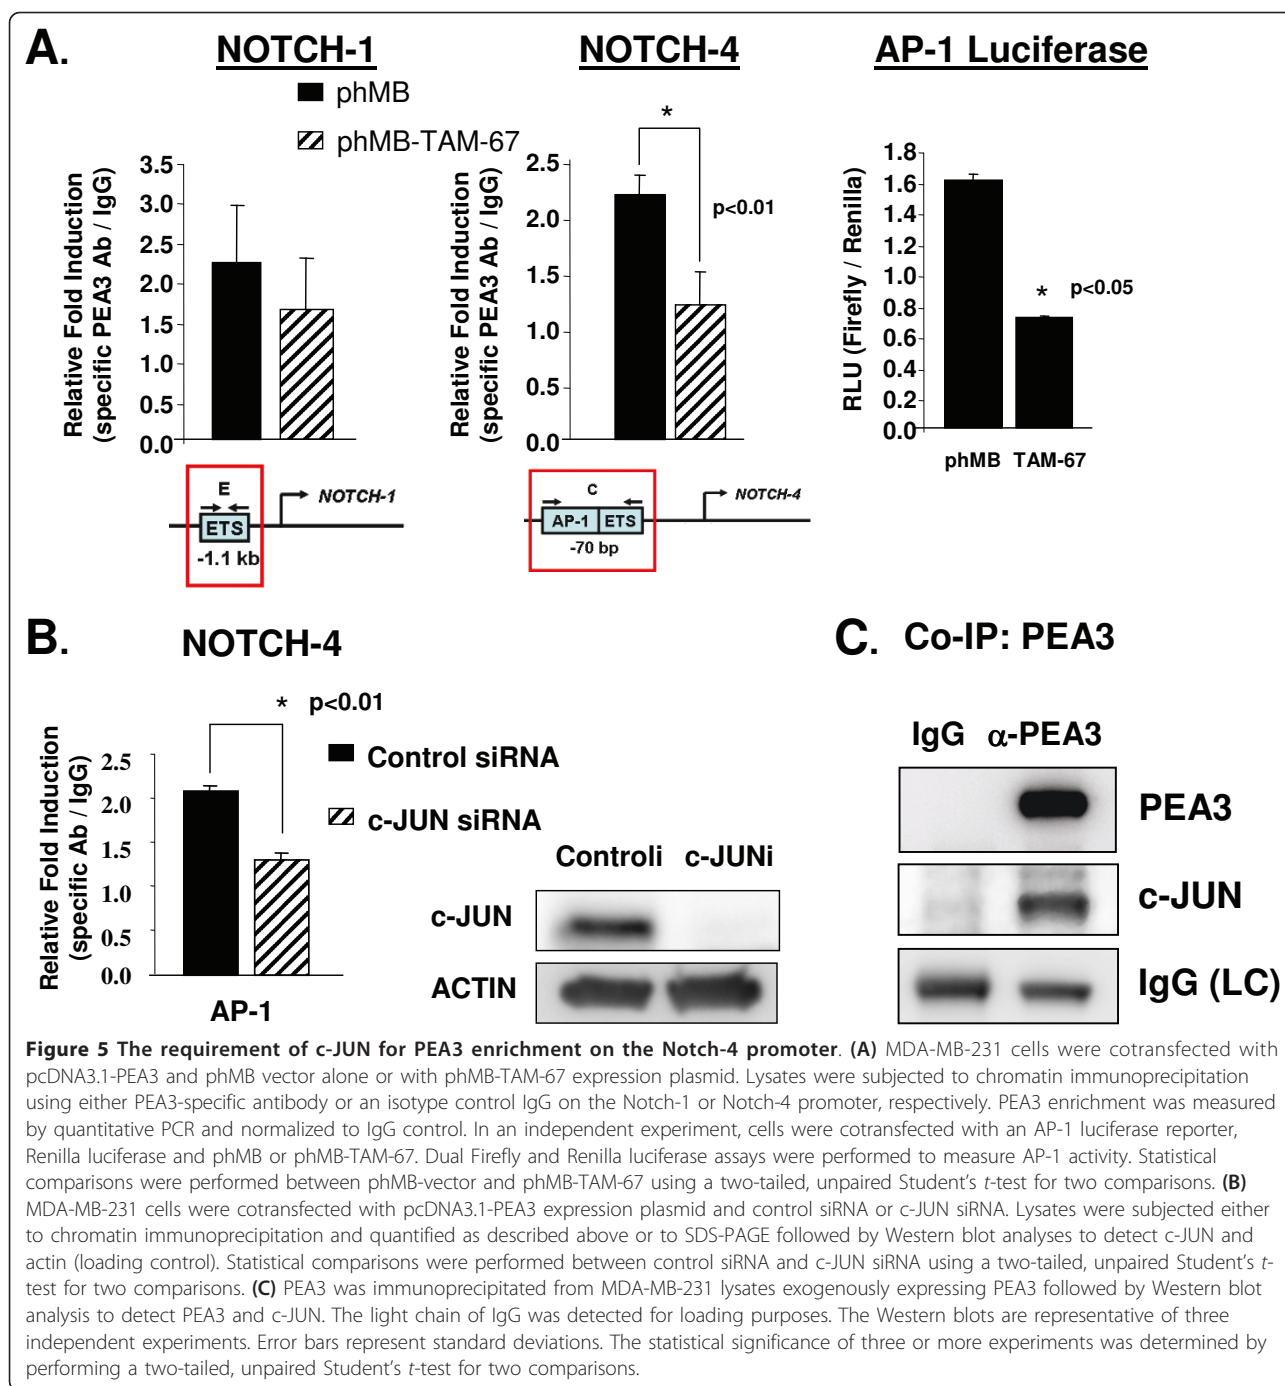 A.
NOTCH-1
NOTCH-4
AP-1 Luciferase
phMB
phMB-TAM-67
Relative Fold Induction
(specific PEA3 Ab / IgG)
3.5
3.0
2.5
2.0
1.5
1.0
0.5
0.0
E
ETS
-1.1 kb
NOTCH-1
Relative Fold Induction
(specific PEA3 Ab / IgG)
2.5
2.0
1.5
1.0
0.5
0.0
*
p<0.01
C
AP-1
ETS
-70 bp
NOTCH-4
RLU (Firefly / Renilla)
1.8
1.6
1.4
1.2
1.0
0.8
0.6
0.4
0.2
0.0
* p<0.05
phMB TAM-67
B.
NOTCH-4
* p<0.01
Relative Fold Induction
(specific Ab / IgG)
2.5
2.0
1.5
1.0
0.5
0.0
AP-1
Control siRNA
c-JUN siRNA
Controli c-JUNi
c-JUN
ACTIN
C. Co-IP: PEA3
IgG α-PEA3
PEA3
c-JUN
IgG (LC)
Figure 5 The requirement of c-JUN for PEA3 enrichment on the Notch-4 promoter. (A) MDA-MB-231 cells were cotransfected with
pcDNA3.1-PEA3 and phMB vector alone or with phMB-TAM-67 expression plasmid. Lysates were subjected to chromatin immunoprecipitation
using either PEA3-specific antibody or an isotype control IgG on the Notch-1 or Notch-4 promoter, respectively. PEA3 enrichment was measured
by quantitative PCR and normalized to IgG control. In an independent experiment, cells were cotransfected with an AP-1 luciferase reporter,
Renilla luciferase and phMB or phMB-TAM-67. Dual Firefly and Renilla luciferase assays were performed to measure AP-1 activity. Statistical
comparisons were performed between phMB-vector and phMB-TAM-67 using a two-tailed, unpaired Student's t-test for two comparisons. (B)
MDA-MB-231 cells were cotransfected with pcDNA3.1-PEA3 expression plasmid and control siRNA or c-JUN siRNA. Lysates were subjected either
to chromatin immunoprecipitation and quantified as described above or to SDS-PAGE followed by Western blot analyses to detect c-JUN and
actin (loading control). Statistical comparisons were performed between control siRNA and c-JUN siRNA using a two-tailed, unpaired Student's t-
test for two comparisons. (C) PEA3 was immunoprecipitated from MDA-MB-231 lysates exogenously expressing PEA3 followed by Western blot
analysis to detect PEA3 and c-JUN. The light chain of IgG was detected for loading purposes. The Western blots are representative of three
independent experiments. Error bars represent standard deviations. The statistical significance of three or more experiments was determined by
performing a two-tailed, unpaired Student's t-test for two comparisons.